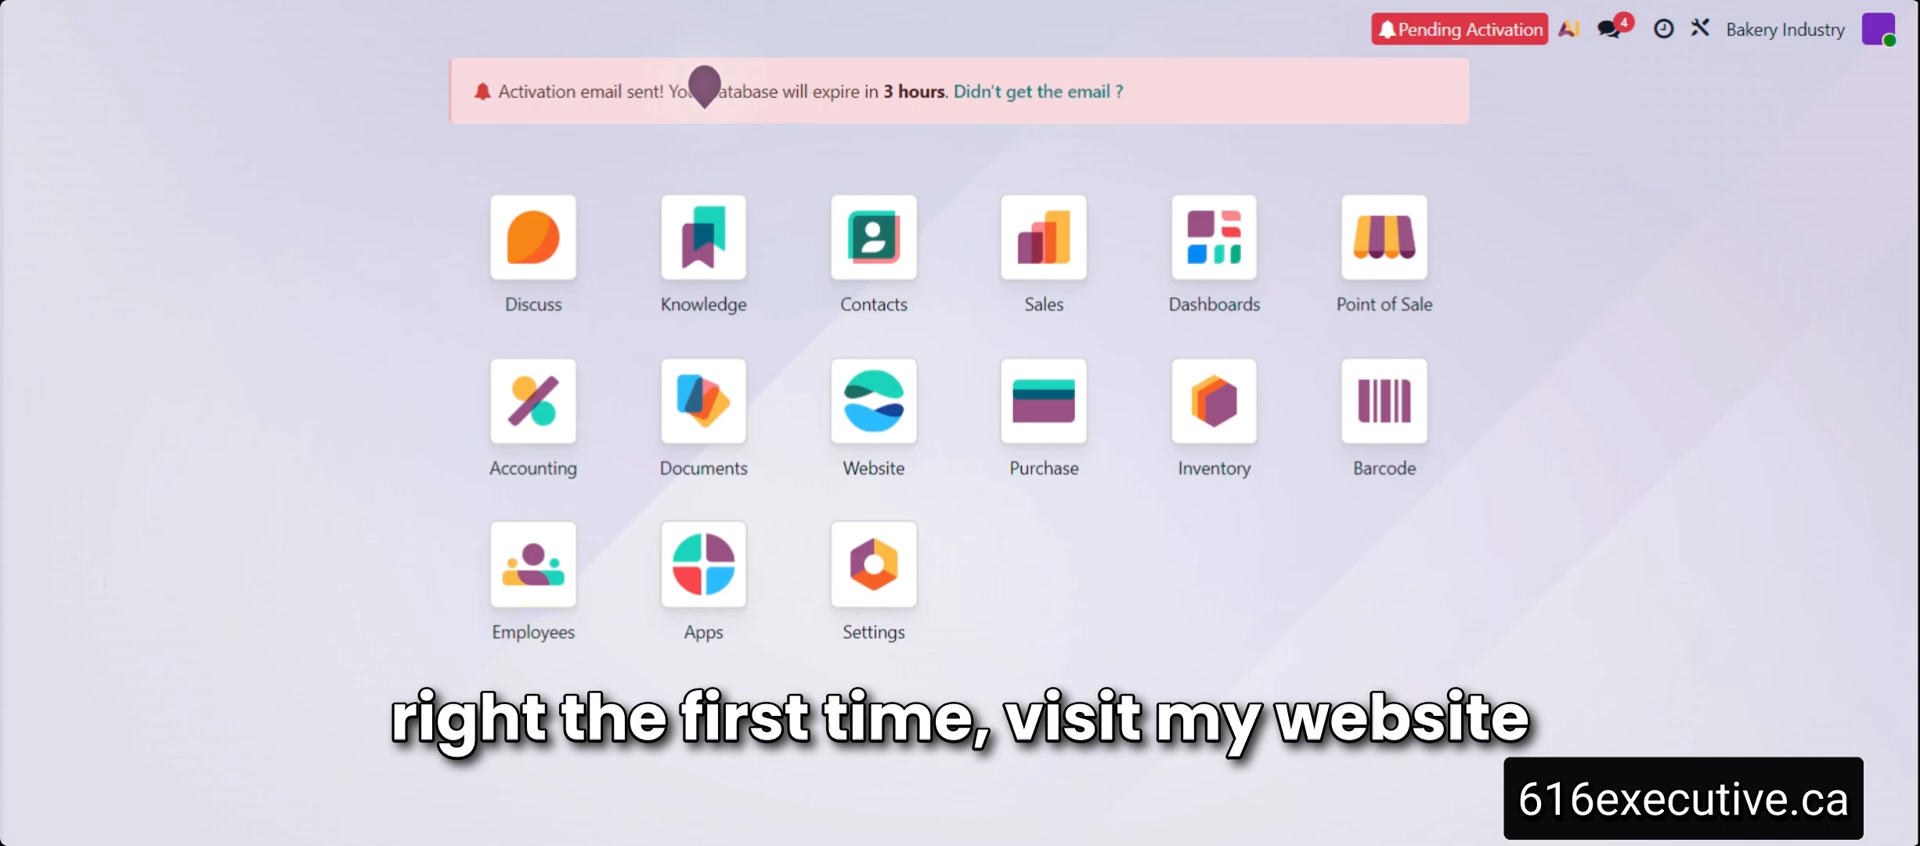 Pending Activation
4
Bakery Industry
Activation email sent! You atabase will expire in 3 hours. Didn't get the email ?
Discuss
Knowledge
Contacts
Sales
Dashboards
Point of Sale
Accounting
Documents
Website
Purchase
Inventory
Barcode
Employees
Apps
Settings
right the first time, visit my website
616executive.ca